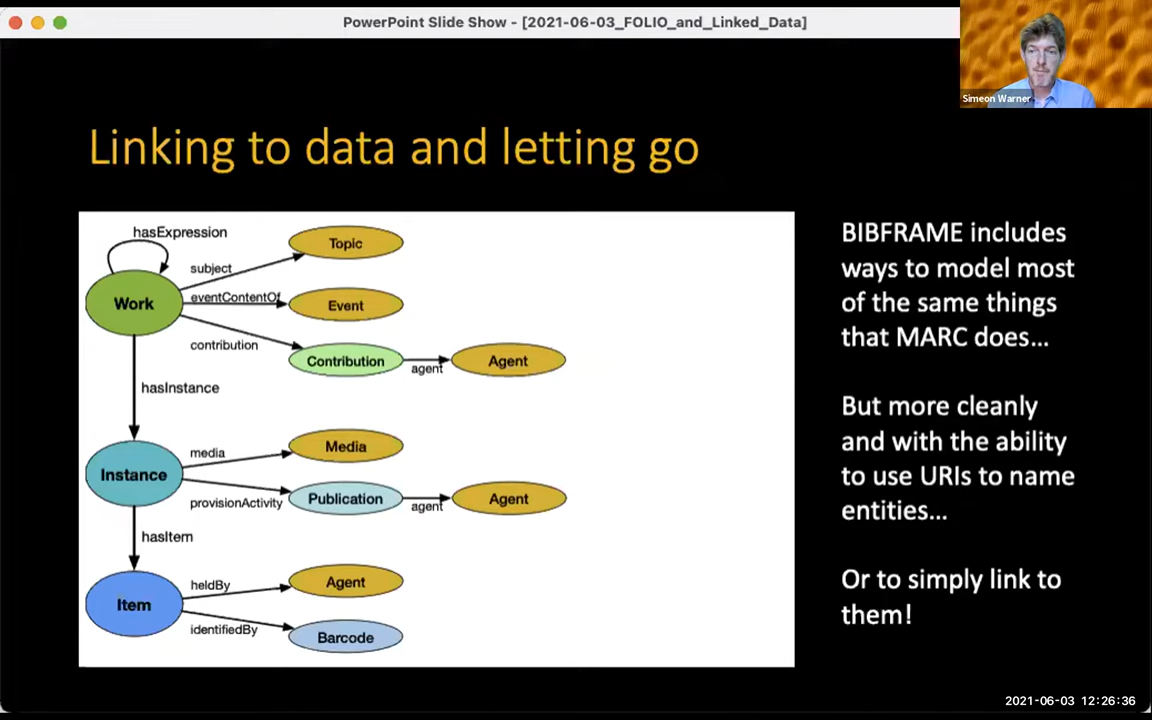 PowerPoint Slide Show - [2021-06-03_FOLIO_and_Linked_Data]
Simeon Warner
Linking to data and letting go
hasExpression
Topic
subject
Work
eventContentOf
Event
contribution
Contribution
agent
Agent
hasInstance
media
Media
Instance
provisionActivity
Publication
agent
Agent
hasItem
heldBy
Agent
Item
identifiedBy
Barcode
BIBFRAME includes
ways to model most
of the same things
that MARC does...
But more cleanly
and with the ability
to use URIs to name
entities...
Or to simply link to
them!
2021-06-03 12:26:36